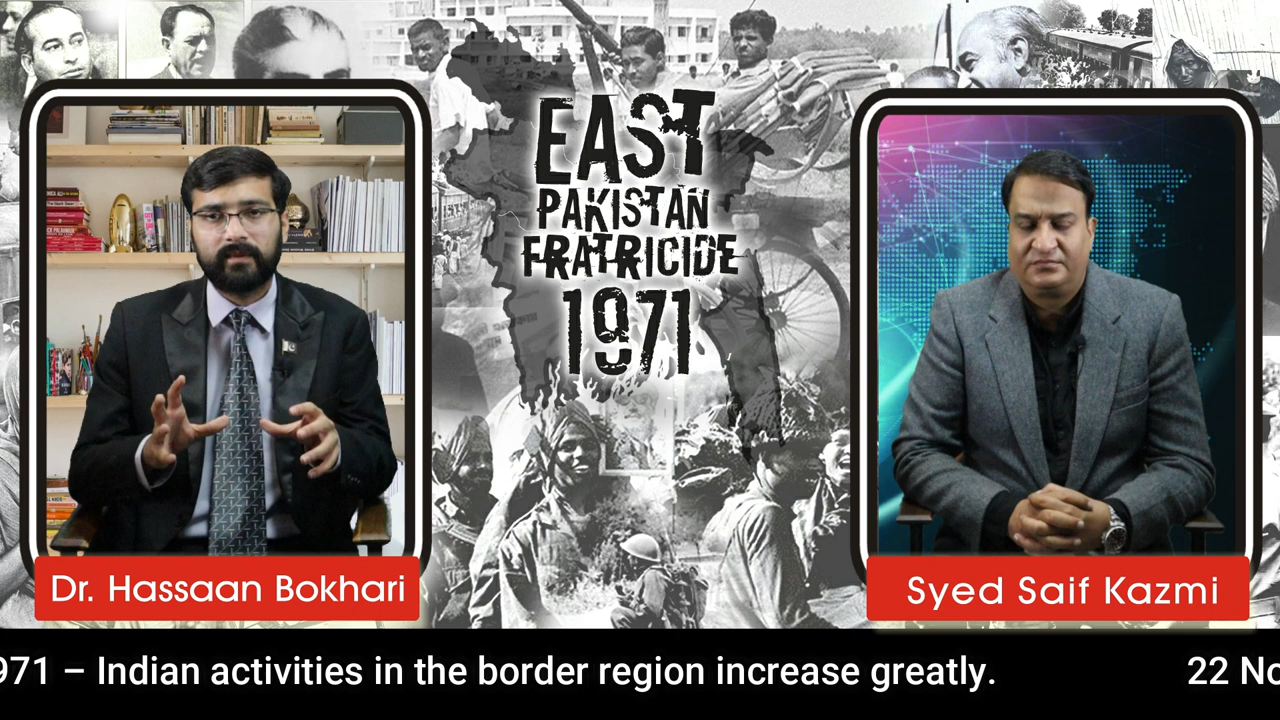 EAST
PAKISTAN
FRATRICIDE
1971
Dr. Hassaan Bokhari
Syed Saif Kazmi
971 – Indian activities in the border region increase greatly.
22 No